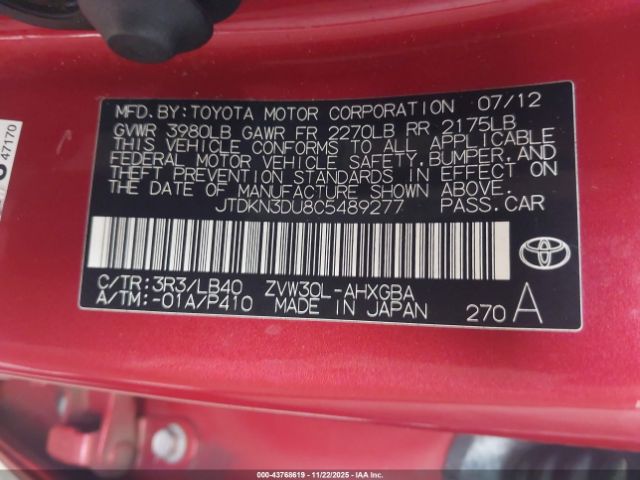 MFD.BY:TOYOTA MOTOR CORPORATION 07/12
GVWR 3980LB GAWR FR 2270LB RR 2175LB
THIS VEHICLE CONFORMS TO ALL APPLICABLE
FEDERAL MOTOR VEHICLE SAFETY, BUMPER, AND
THEFT PREVENTION STANDARDS IN EFFECT ON
THE DATE OF MANUFACTURE SHOWN ABOVE.
JTDKN3DU8C5489277 PASS.CAR
C/TR: 3R3/LB40 ZVW30L-AHXGBA
A/TM: -01A/P410 MADE IN JAPAN 270 A
TOYOTA
47170
000-43768619 - 11/22/2025 - IAAI.COM